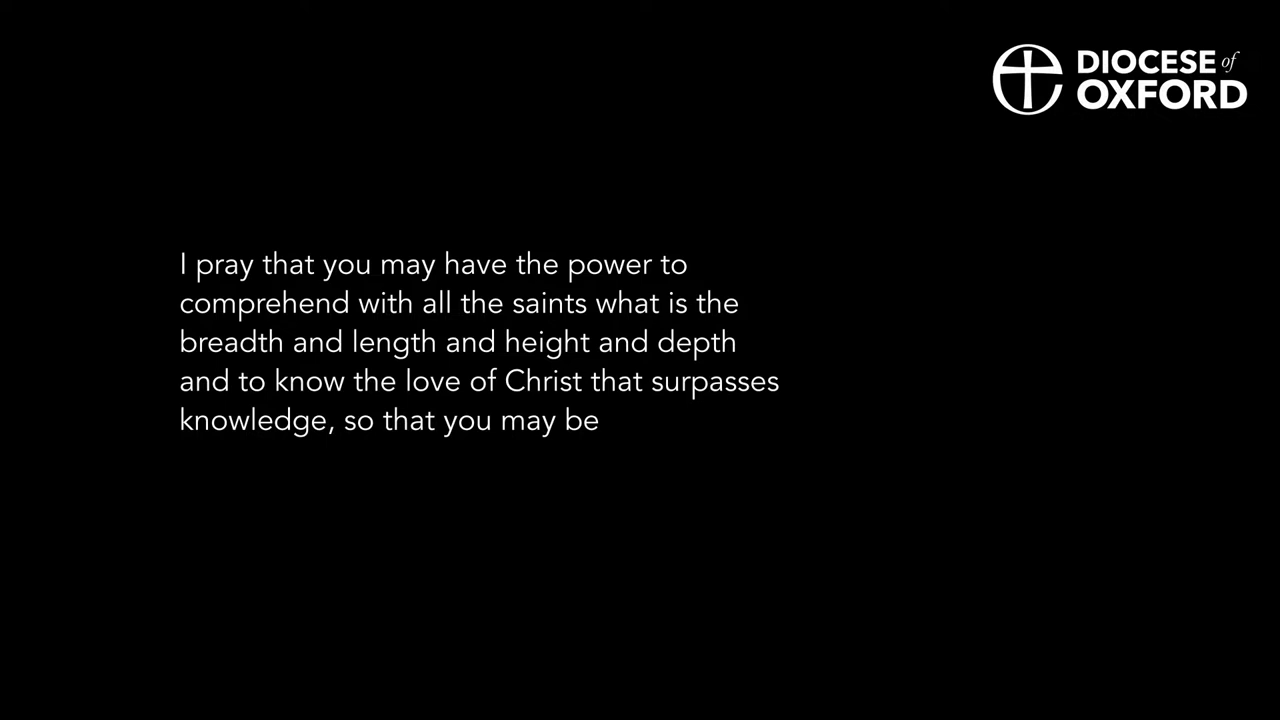 DIOCESE of
OXFORD
I pray that you may have the power to
comprehend with all the saints what is the
breadth and length and height and depth
and to know the love of Christ that surpasses
knowledge, so that you may be